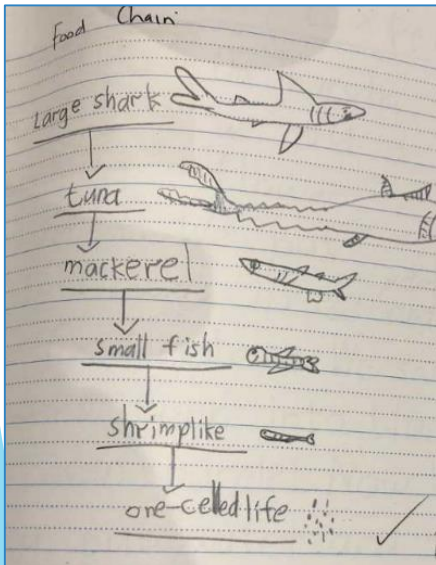 Food Chain
Large shark
tuna
mackerel
small fish
shrimplike
one-celled life